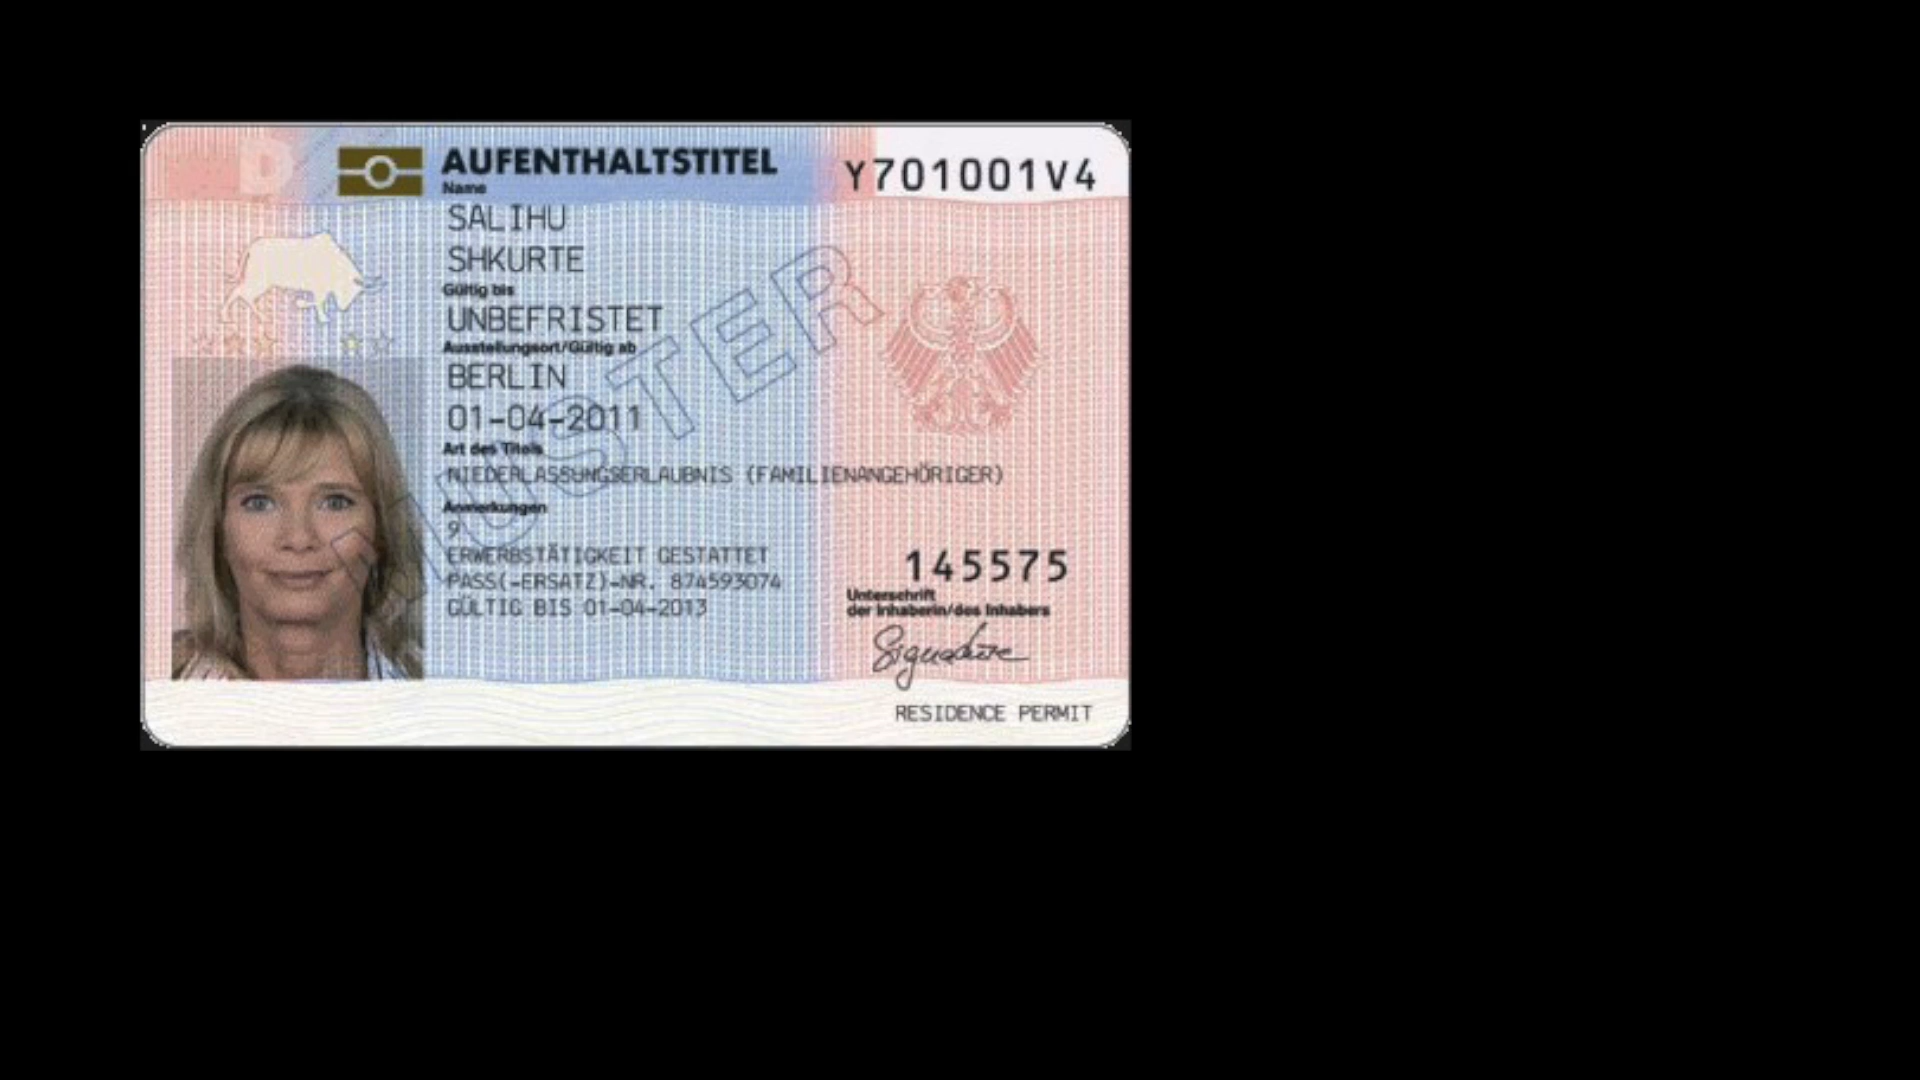 D
AUFENTHALTSTITEL
Y701001V4
Name
SALIHU
SHKURTE
Gültig bis
UNBEFRISTET
Ausstellungsort/Gültig ab
BERLIN
01-04-2011
Art des Titels
NIEDERLASSUNGSERLAUBNIS (FAMILIENANGEHÖRIGER)
Anmerkungen
9
ERWERBSTÄTIGKEIT GESTATTET
PASS(-ERSATZ)-NR. 874593074
GÜLTIG BIS 01-04-2013
145575
Unterschrift
der Inhaberin/des Inhabers
Signature
RESIDENCE PERMIT
MUSTER